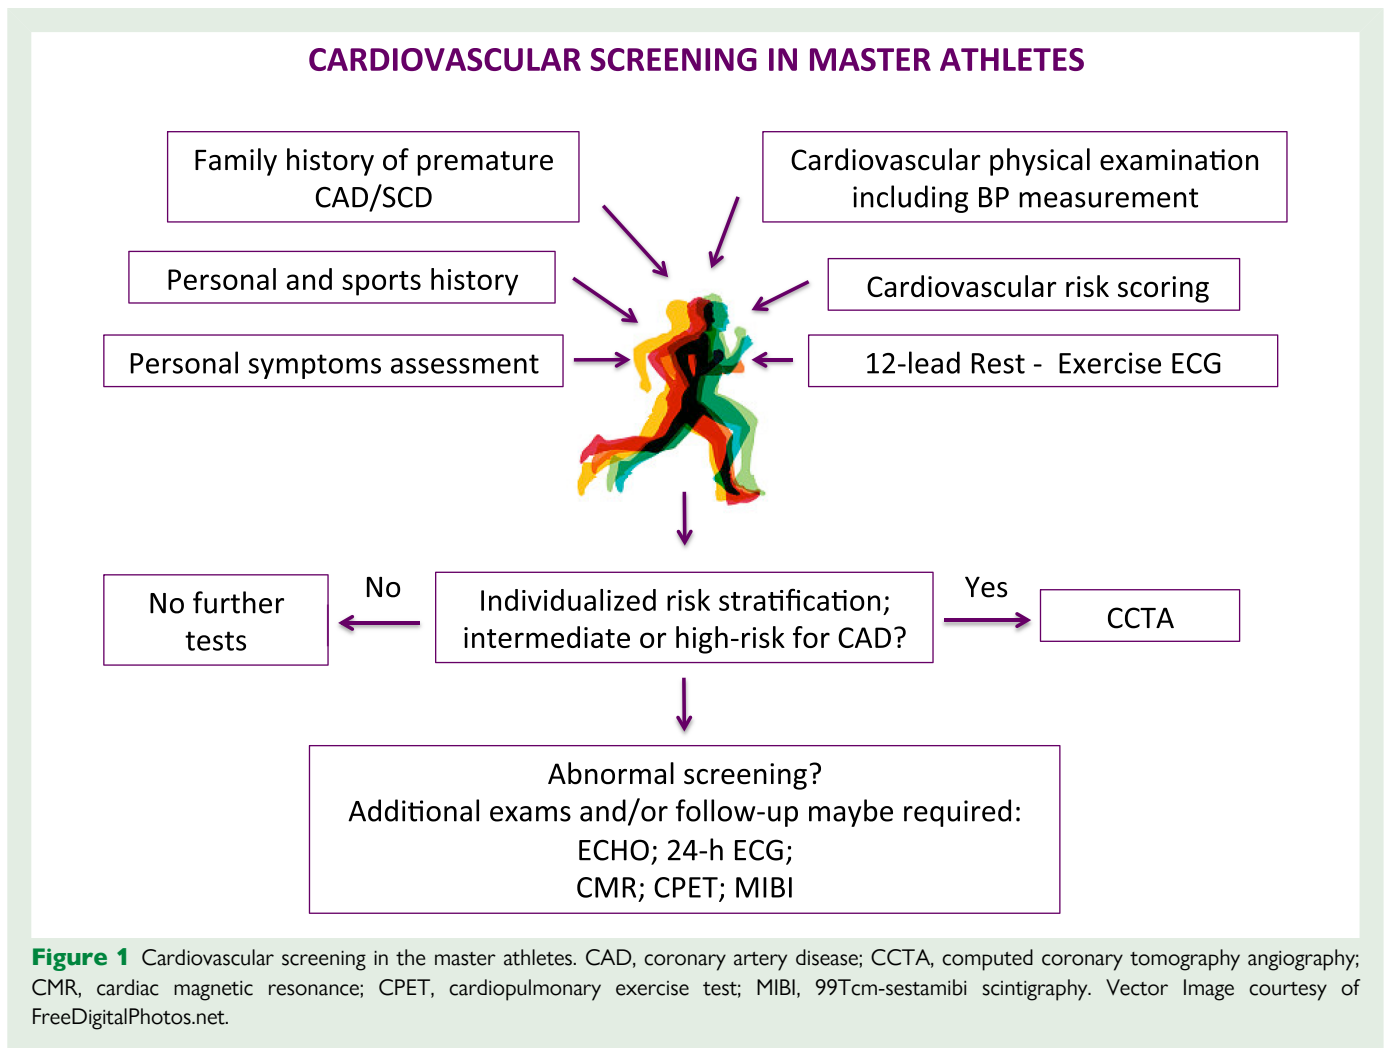 CARDIOVASCULAR SCREENING IN MASTER ATHLETES
Family history of premature
CAD/SCD
Cardiovascular physical examination
including BP measurement
Personal and sports history
Cardiovascular risk scoring
Personal symptoms assessment
12-lead Rest - Exercise ECG
No further
tests
No
Individualized risk stratification;
intermediate or high-risk for CAD?
Yes
CCTA
Abnormal screening?
Additional exams and/or follow-up maybe required:
ECHO; 24-h ECG;
CMR; CPET; MIBI
Figure 1 Cardiovascular screening in the master athletes. CAD, coronary artery disease; CCTA, computed coronary tomography angiography;
CMR, cardiac magnetic resonance; CPET, cardiopulmonary exercise test; MIBI, 99Tcm-sestamibi scintigraphy. Vector Image courtesy of
FreeDigitalPhotos.net.